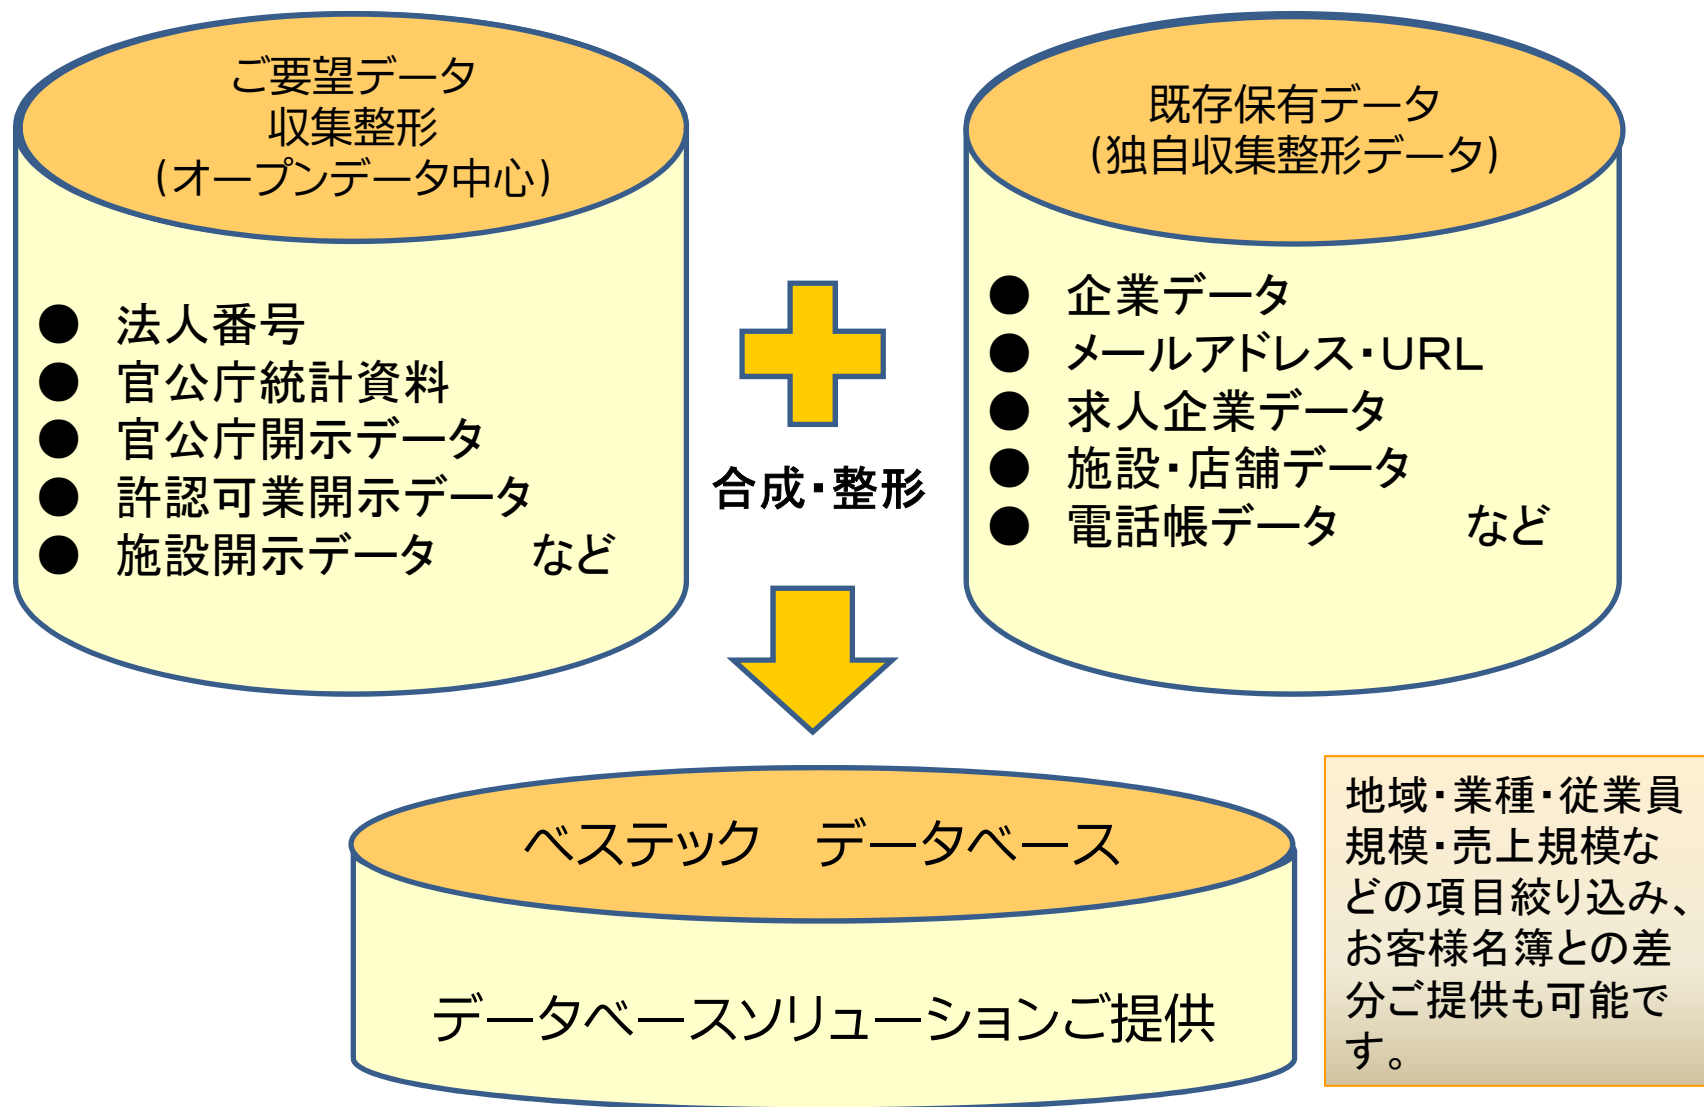 ご要望データ
収集整形
(オープンデータ中心)
● 法人番号
● 官公庁統計資料
● 官公庁開示データ
● 許認可業開示データ
● 施設開示データ　　など
合成・整形
既存保有データ
(独自収集整形データ)
● 企業データ
● メールアドレス・URL
● 求人企業データ
● 施設・店舗データ
● 電話帳データ　　　など
ベステック　データベース
データベースソリューションご提供
地域・業種・従業員
規模・売上規模な
どの項目絞り込み、
お客様名簿との差
分ご提供も可能で
す。